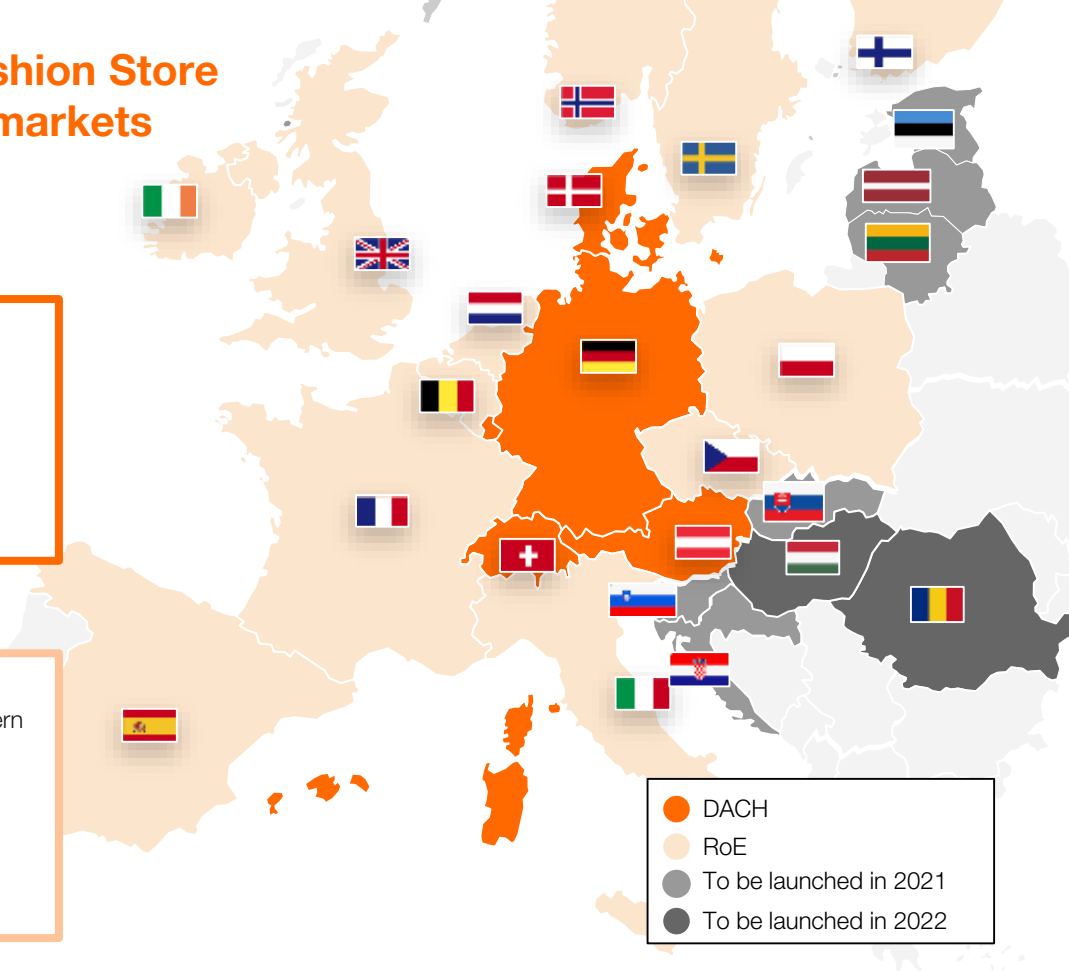 shion Store
markets
ern
DACH
RoE
To be launched in 2021
To be launched in 2022